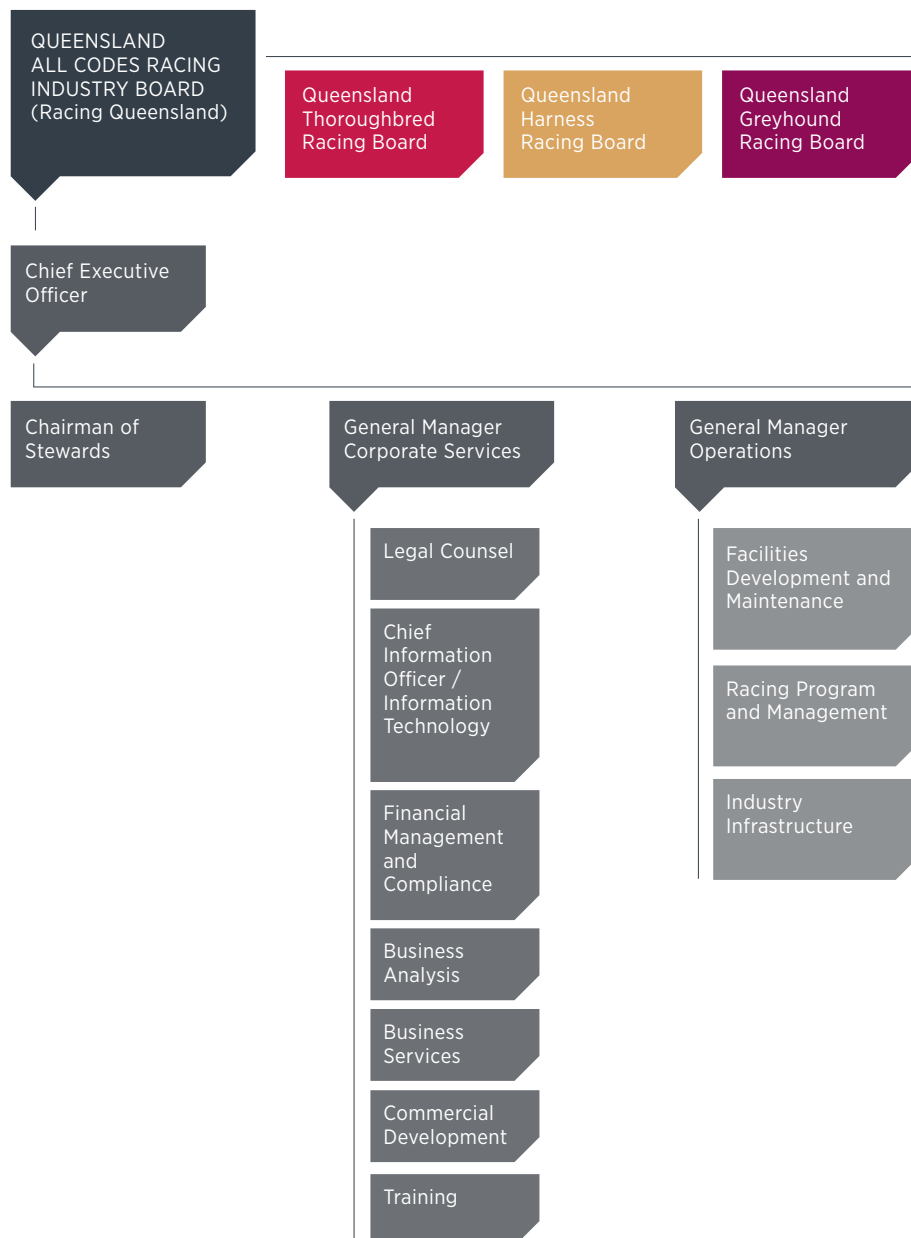 QUEENSLAND
ALL CODES RACING
INDUSTRY BOARD
(Racing Queensland)
Queensland
Thoroughbred
Racing Board
Queensland
Harness
Racing Board
Queensland
Greyhound
Racing Board
Chief Executive
Officer
Chairman of
Stewards
General Manager
Corporate Services
Legal Counsel
Chief
Information
Officer /
Information
Technology
Financial
Management
and
Compliance
Business
Analysis
Business
Services
Commercial
Development
Training
General Manager
Operations
Facilities
Development and
Maintenance
Racing Program
and Management
Industry
Infrastructure